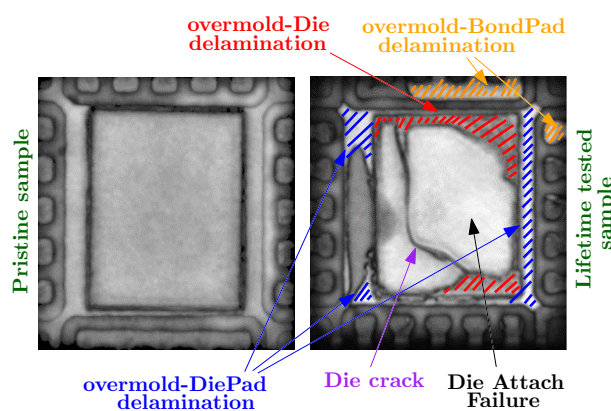 overmold-Die
delamination
overmold-BondPad
delamination
Pristine sample
Lifetime tested
sample
overmold-DiePad
delamination
Die crack
Die Attach
Failure